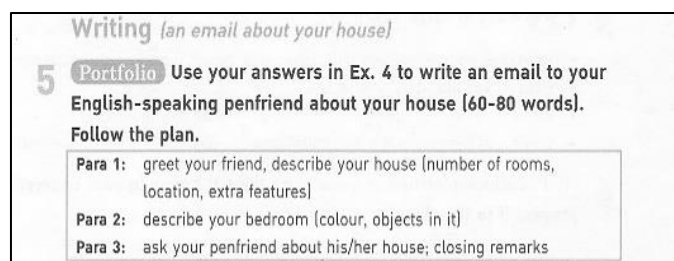 Writing (an email about your house)
5 Portfolio Use your answers in Ex. 4 to write an email to your
English-speaking penfriend about your house (60-80 words).
Follow the plan.
Para 1: greet your friend, describe your house (number of rooms,
location, extra features)
Para 2: describe your bedroom (colour, objects in it)
Para 3: ask your penfriend about his/her house; closing remarks